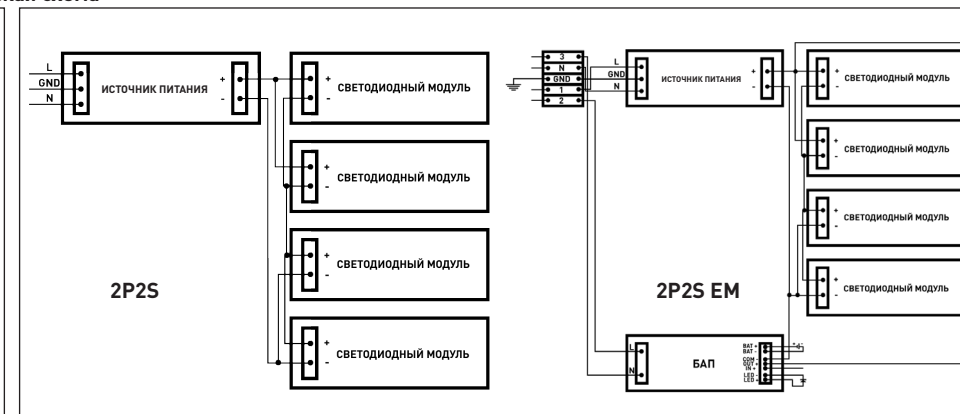 L
GND
N
ИСТОЧНИК ПИТАНИЯ
+
-
+
-
СВЕТОДИОДНЫЙ МОДУЛЬ
+
-
СВЕТОДИОДНЫЙ МОДУЛЬ
+
-
СВЕТОДИОДНЫЙ МОДУЛЬ
+
-
СВЕТОДИОДНЫЙ МОДУЛЬ
2P2S
3
N
GND
1
2
L
GND
N
ИСТОЧНИК ПИТАНИЯ
+
-
+
-
СВЕТОДИОДНЫЙ МОДУЛЬ
+
-
СВЕТОДИОДНЫЙ МОДУЛЬ
+
-
СВЕТОДИОДНЫЙ МОДУЛЬ
+
-
СВЕТОДИОДНЫЙ МОДУЛЬ
2P2S EM
L
N
БАП
BAT +
BAT -
COM -
OUT +
IN +
LED -
LED +
+ -